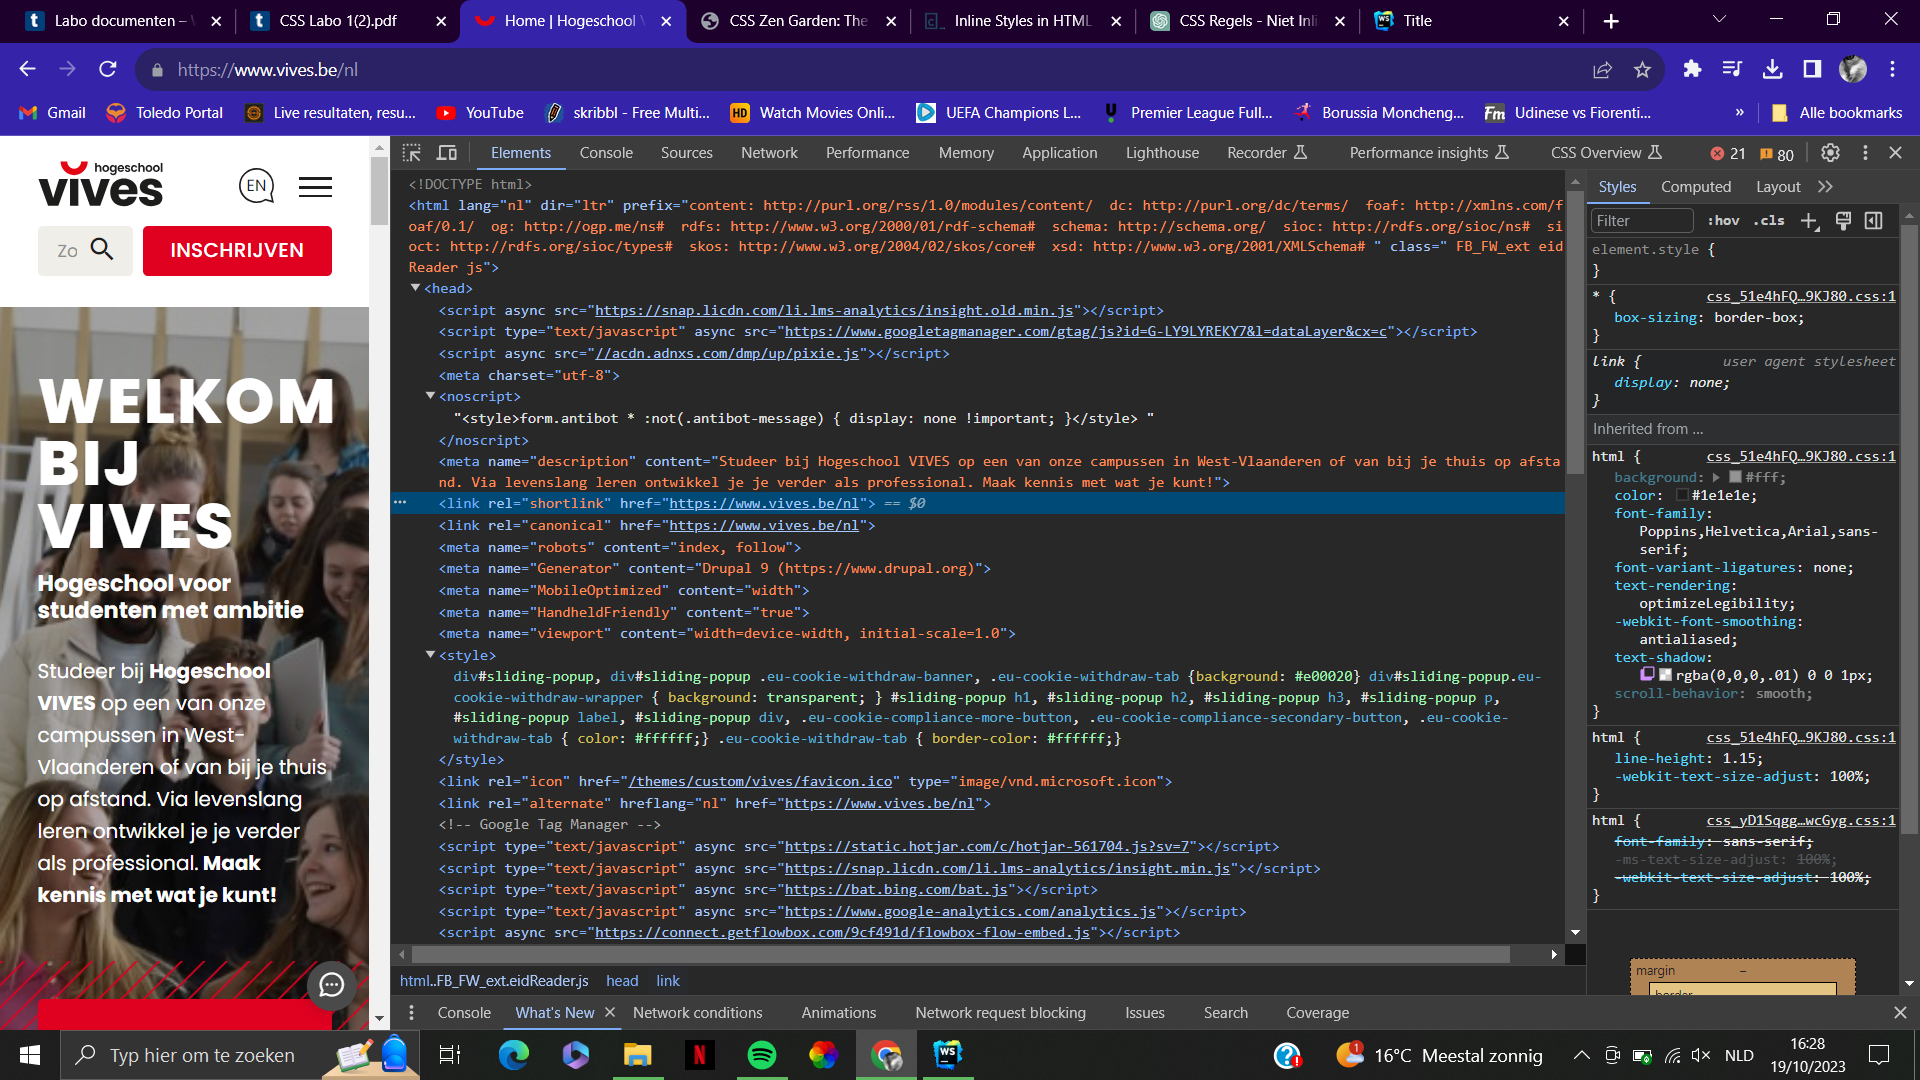 Labo documenten – V
CSS Labo 1(2).pdf
Home | Hogeschool V
CSS Zen Garden: The
Inline Styles in HTML
CSS Regels - Niet Inli
Title
https://www.vives.be/nl
Gmail
Toledo Portal
Live resultaten, resu...
YouTube
skribbl - Free Multi...
Watch Movies Onli...
UEFA Champions L...
Premier League Full...
Borussia Moncheng...
Udinese vs Fiorenti...
»
Alle bookmarks
hogeschool
vives
EN
Zo
INSCHRIJVEN
WELKOM
BIJ
VIVES
Hogeschool voor
studenten met ambitie
Studeer bij Hogeschool
VIVES op een van onze
campussen in West-
Vlaanderen of van bij je thuis
op afstand. Via levenslang
leren ontwikkel je je verder
als professional. Maak
kennis met wat je kunt!
Elements
Console
Sources
Network
Performance
Memory
Application
Lighthouse
Recorder
Performance insights
CSS Overview
21
80
<!DOCTYPE html>
<html lang="nl" dir="ltr" prefix="content: http://purl.org/rss/1.0/modules/content/  dc: http://purl.org/dc/terms/  foaf: http://xmlns.com/f
oaf/0.1/  og: http://ogp.me/ns#  rdfs: http://www.w3.org/2000/01/rdf-schema#  schema: http://schema.org/  sioc: http://rdfs.org/sioc/ns#  si
oct: http://rdfs.org/sioc/types#  skos: http://www.w3.org/2004/02/skos/core#  xsd: http://www.w3.org/2001/XMLSchema# " class=" FB_FW_ext eid
Reader js">
<head>
<script async src="https://snap.licdn.com/li.lms-analytics/insight.old.min.js"></script>
<script type="text/javascript" async src="https://www.googletagmanager.com/gtag/js?id=G-LY9LYREKY7&l=dataLayer&cx=c"></script>
<script async src="//acdn.adnxs.com/dmp/up/pixie.js"></script>
<meta charset="utf-8">
<noscript>
"<style>form.antibot * :not(.antibot-message) { display: none !important; }</style> "
</noscript>
<meta name="description" content="Studeer bij Hogeschool VIVES op een van onze campussen in West-Vlaanderen of van bij je thuis op afsta
nd. Via levenslang leren ontwikkel je je verder als professional. Maak kennis met wat je kunt!">
<link rel="shortlink" href="https://www.vives.be/nl"> == $0
<link rel="canonical" href="https://www.vives.be/nl">
<meta name="robots" content="index, follow">
<meta name="Generator" content="Drupal 9 (https://www.drupal.org)">
<meta name="MobileOptimized" content="width">
<meta name="HandheldFriendly" content="true">
<meta name="viewport" content="width=device-width, initial-scale=1.0">
<style>
div#sliding-popup, div#sliding-popup .eu-cookie-withdraw-banner, .eu-cookie-withdraw-tab {background: #e00020} div#sliding-popup.eu-
cookie-withdraw-wrapper { background: transparent; } #sliding-popup h1, #sliding-popup h2, #sliding-popup h3, #sliding-popup p,
#sliding-popup label, #sliding-popup div, .eu-cookie-compliance-more-button, .eu-cookie-compliance-secondary-button, .eu-cookie-
withdraw-tab { color: #ffffff;} .eu-cookie-withdraw-tab { border-color: #ffffff;}
</style>
<link rel="icon" href="/themes/custom/vives/favicon.ico" type="image/vnd.microsoft.icon">
<link rel="alternate" hreflang="nl" href="https://www.vives.be/nl">
<!-- Google Tag Manager -->
<script type="text/javascript" async src="https://static.hotjar.com/c/hotjar-561704.js?sv=7"></script>
<script type="text/javascript" async src="https://snap.licdn.com/li.lms-analytics/insight.min.js"></script>
<script type="text/javascript" async src="https://bat.bing.com/bat.js"></script>
<script type="text/javascript" async src="https://www.google-analytics.com/analytics.js"></script>
<script async src="https://connect.getflowbox.com/9cf491d/flowbox-flow-embed.js"></script>
html..FB_FW_ext.eidReader.js
head
link
Styles
Computed
Layout
Filter
:hov
.cls
element.style {
}
* {
css_51e4hFQ…9KJ80.css:1
box-sizing: border-box;
}
link {
user agent stylesheet
display: none;
}
Inherited from ...
html {
css_51e4hFQ…9KJ80.css:1
background: #fff;
color: #1e1e1e;
font-family:
Poppins,Helvetica,Arial,sans-
serif;
font-variant-ligatures: none;
text-rendering:
optimizeLegibility;
-webkit-font-smoothing:
antialiased;
text-shadow:
rgba(0,0,0,.01) 0 0 1px;
scroll-behavior: smooth;
}
html {
css_51e4hFQ…9KJ80.css:1
line-height: 1.15;
-webkit-text-size-adjust: 100%;
}
html {
css_yD1Sqgg…wcGyg.css:1
font-family: sans-serif;
-ms-text-size-adjust: 100%;
-webkit-text-size-adjust: 100%;
}
margin
–
border
Console
What's New
Network conditions
Animations
Network request blocking
Issues
Search
Coverage
Typ hier om te zoeken
1
16°C Meestal zonnig
NLD
16:28
19/10/2023